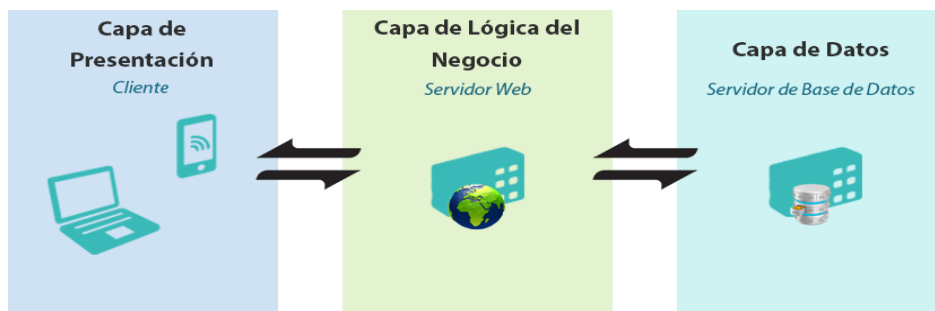 Capa de
Presentación
Cliente
Capa de Lógica del
Negocio
Servidor Web
Capa de Datos
Servidor de Base de Datos